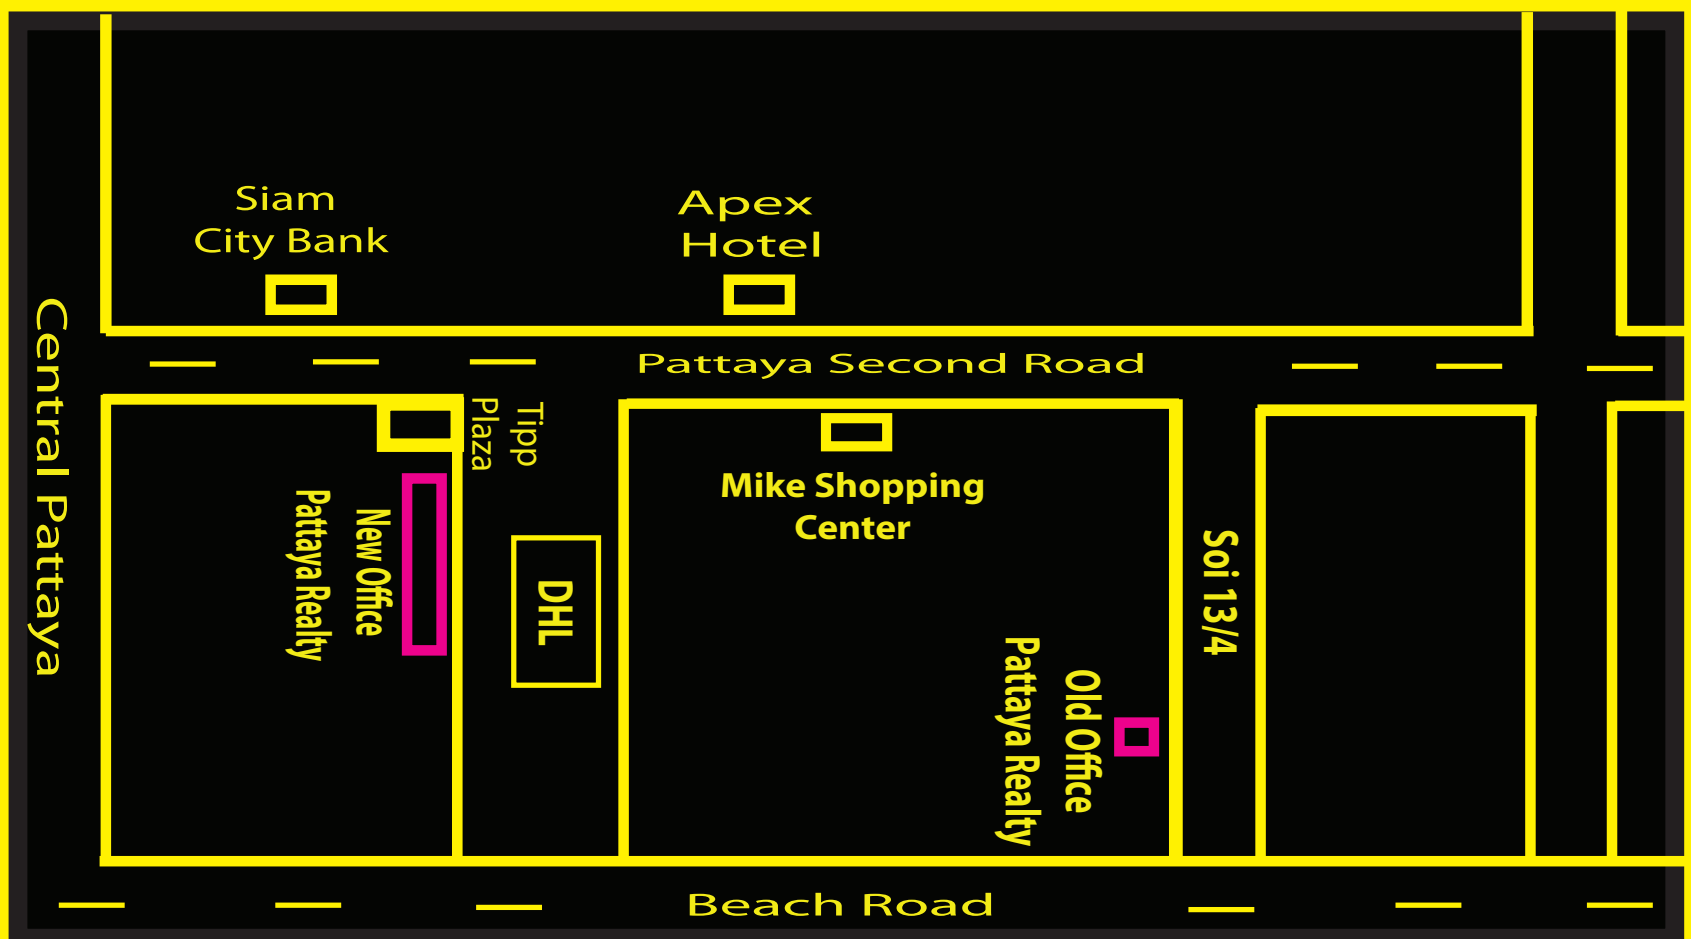 Siam
City Bank
Apex
Hotel
Central Pattaya
Pattaya Second Road
Tipp
Plaza
Mike Shopping
Center
New Office
Pattaya Realty
DHL
Soi 13/4
Old Office
Pattaya Realty
Beach Road